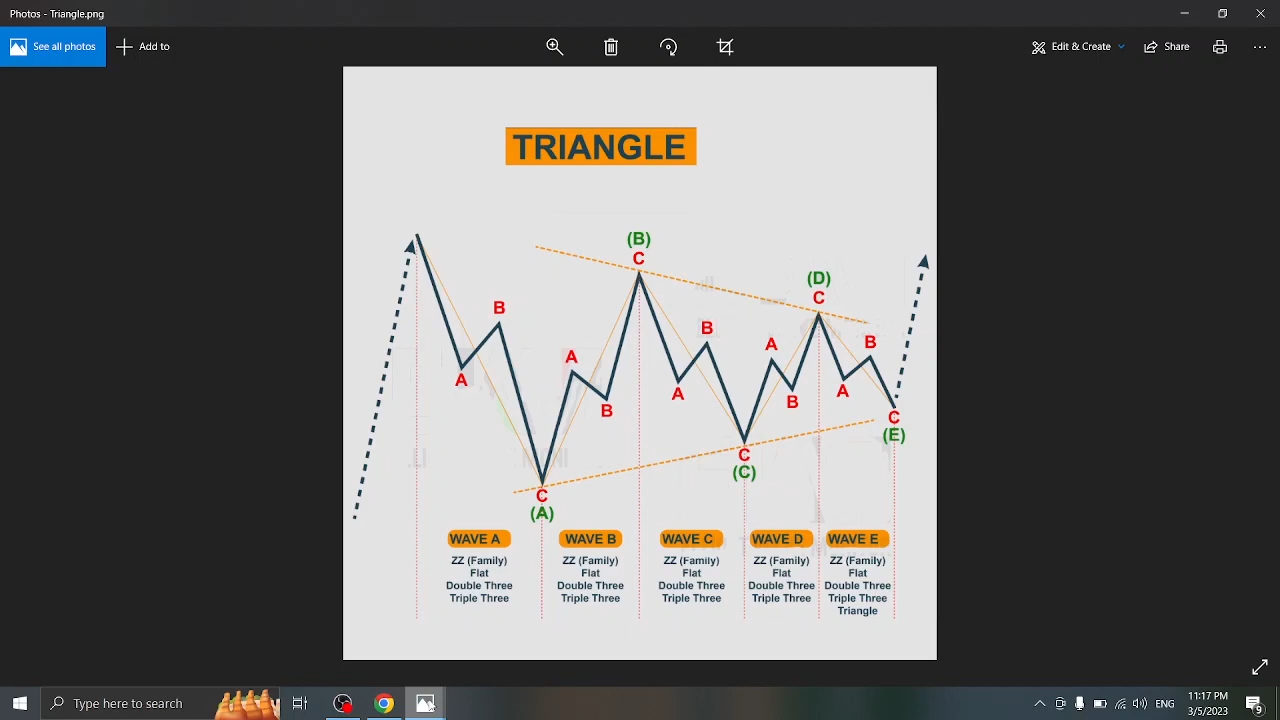 Photos - Triangle.png
See all photos
Add to
Edit & Create
Share
TRIANGLE
(B)
C
(D)
C
B
B
B
A
A
A
A
A
B
B
C
(E)
C
(C)
C
(A)
WAVE A
WAVE B
WAVE C
WAVE D
WAVE E
ZZ (Family)
Flat
Double Three
Triple Three
ZZ (Family)
Flat
Double Three
Triple Three
ZZ (Family)
Flat
Double Three
Triple Three
ZZ (Family)
Flat
Double Three
Triple Three
ZZ (Family)
Flat
Double Three
Triple Three
Triangle
Type here to search
11:17 PM
3/5/2023